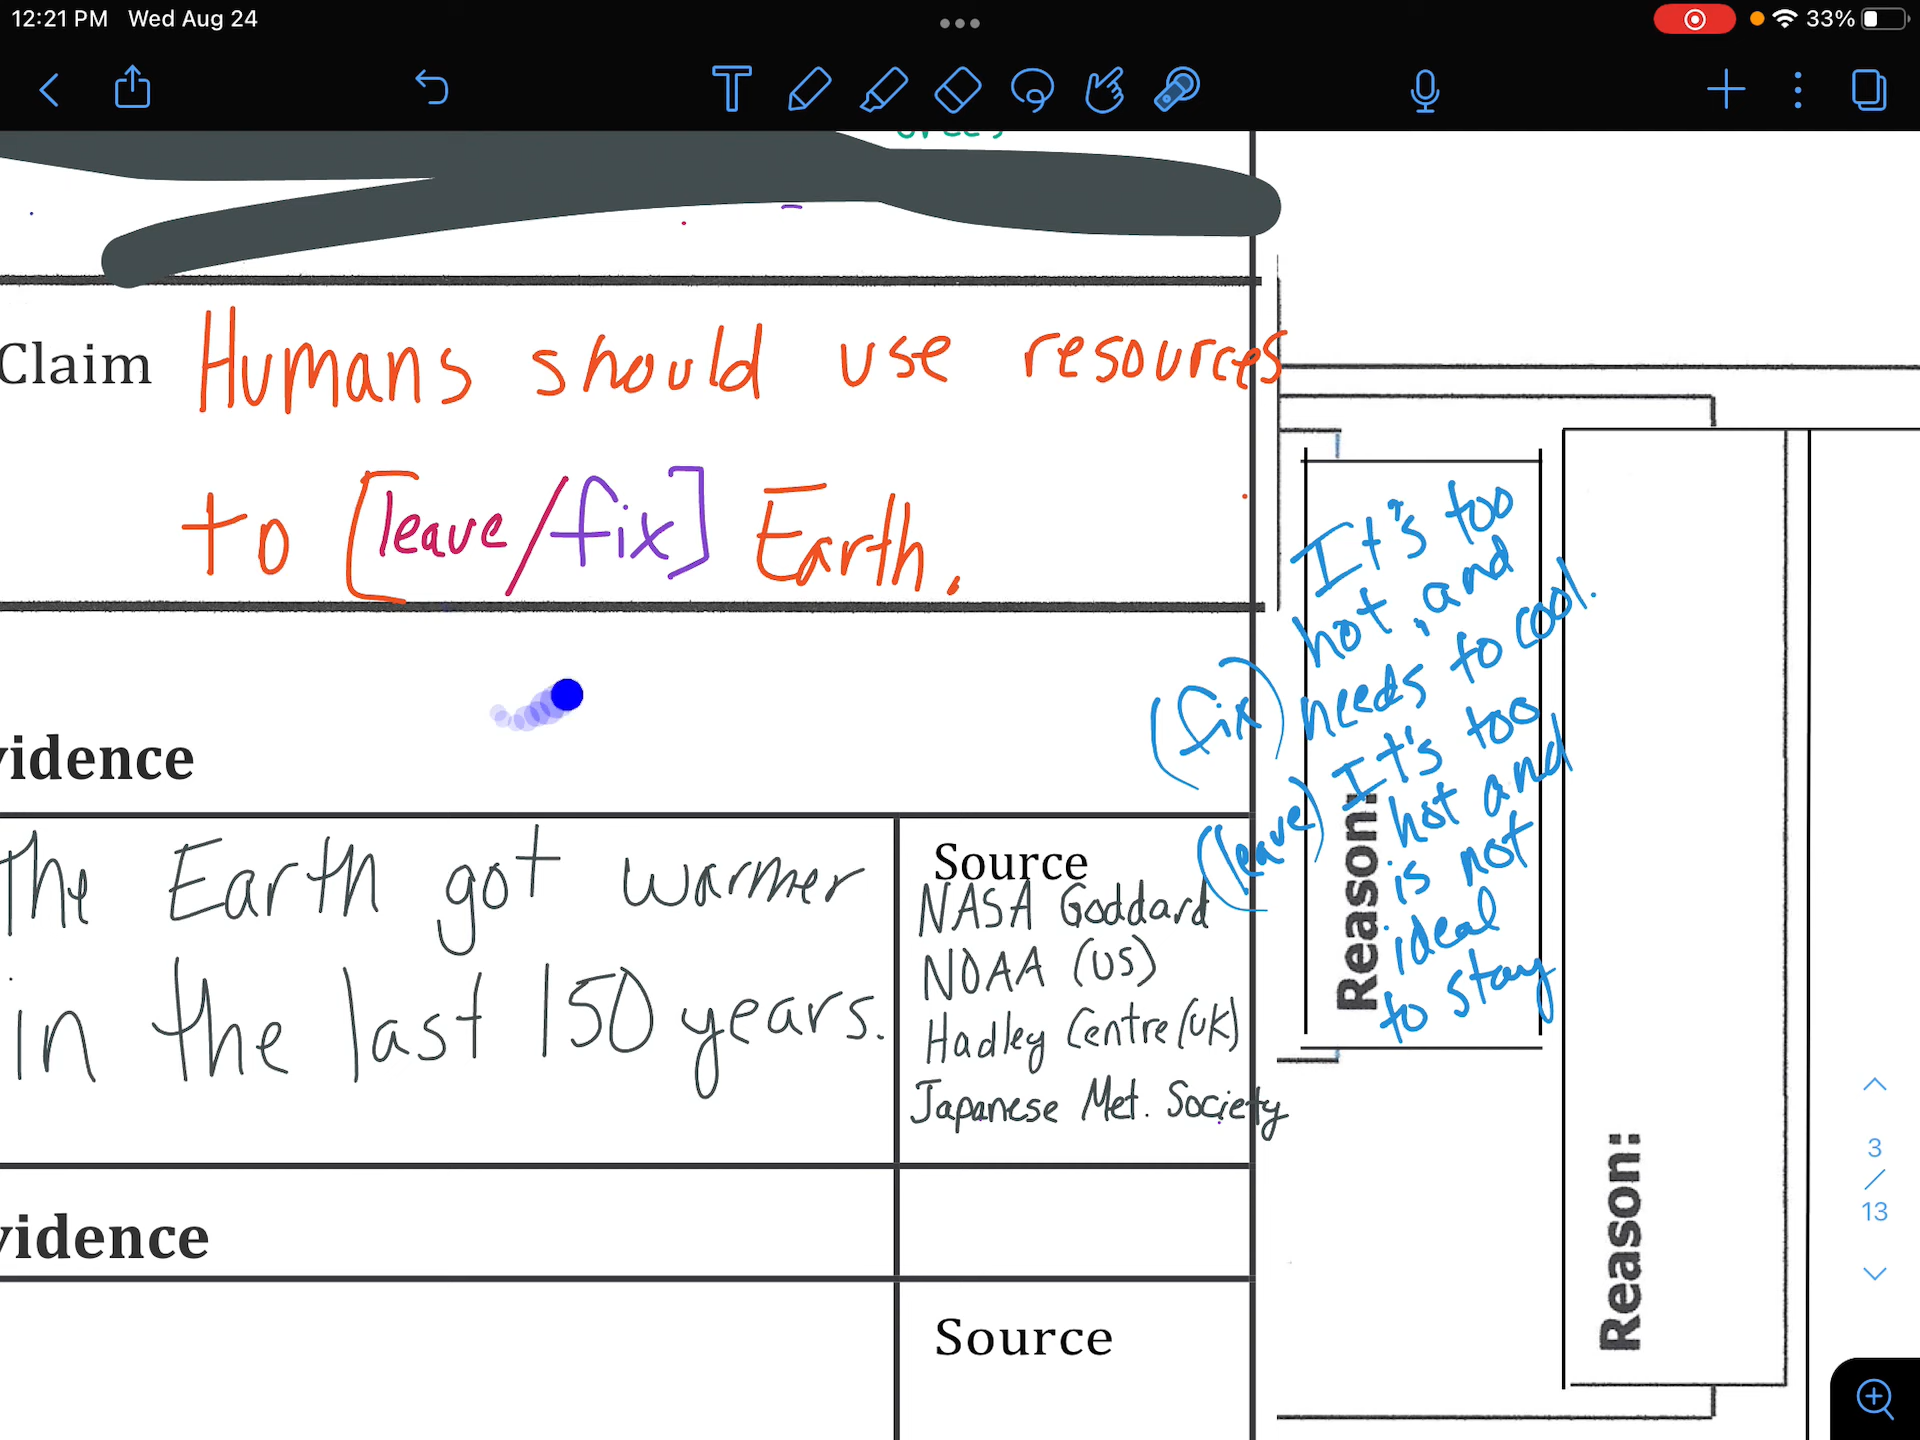 12:21 PM Wed Aug 24
33%
Claim Humans should use resources
to [leave/fix] Earth.
vidence
The Earth got warmer
in the last 150 years.
Source
NASA Goddard
NOAA (US)
Hadley Centre (UK)
Japanese Met. Society
vidence
Source
Reason:
(fix) It's too
hot, and
needs to cool.
(leave) It's too
hot and
is not
ideal
to stay
Reason:
3
/
13